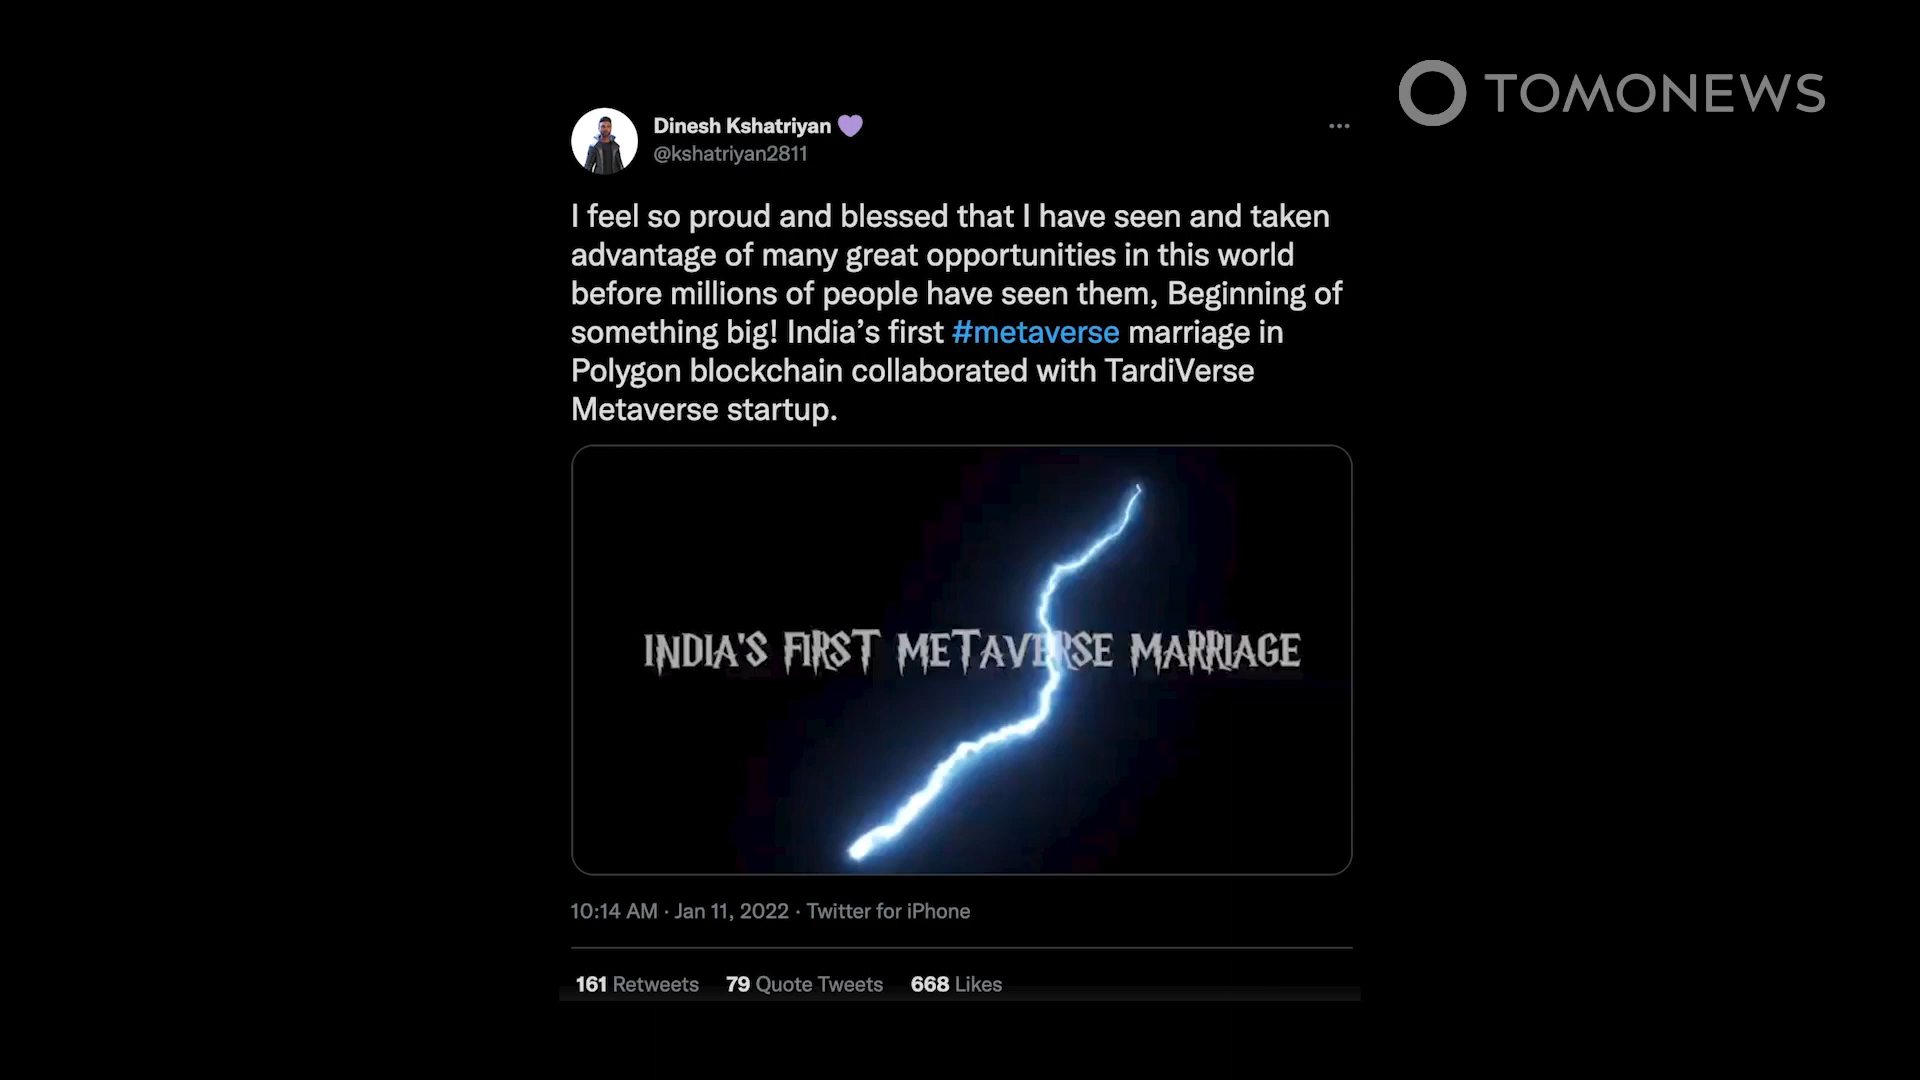 TOMONEWS
Dinesh Kshatriyan 💜
@kshatriyan2811
I feel so proud and blessed that I have seen and taken
advantage of many great opportunities in this world
before millions of people have seen them, Beginning of
something big! India’s first #metaverse marriage in
Polygon blockchain collaborated with TardiVerse
Metaverse startup.
INDIA'S FIRST METAVERSE MARRIAGE
10:14 AM · Jan 11, 2022 · Twitter for iPhone
161 Retweets 79 Quote Tweets 668 Likes